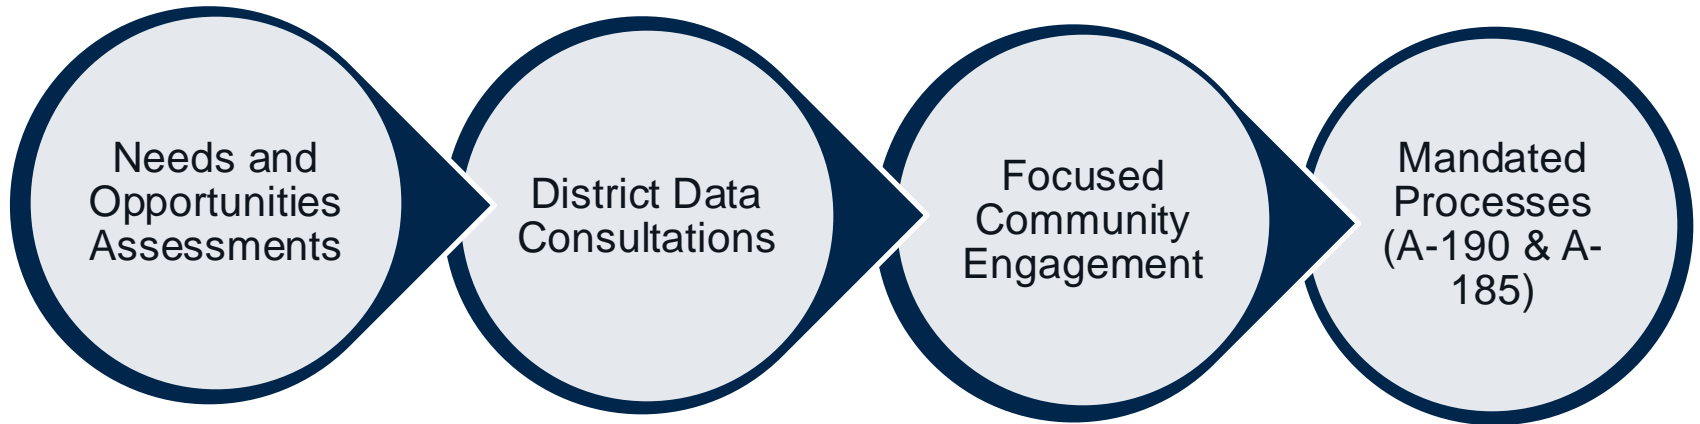 Needs and
Opportunities
Assessments
District Data
Consultations
Focused
Community
Engagement
Mandated
Processes
(A-190 & A-
185)